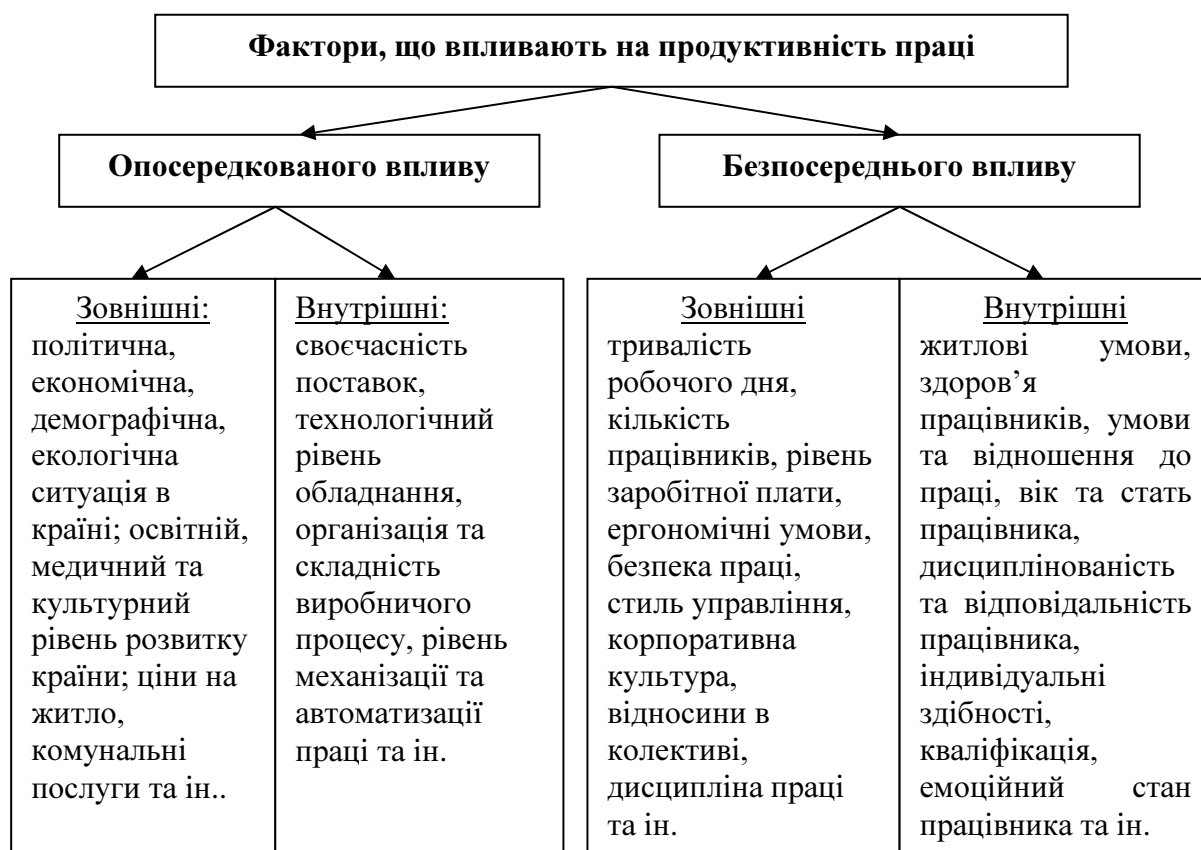 Фактори, що впливають на продуктивність праці
Опосередкованого впливу
Безпосереднього впливу
Зовнішні:
політична,
економічна,
демографічна,
екологічна
ситуація в
країні; освітній,
медичний та
культурний
рівень розвитку
країни; ціни на
житло,
комунальні
послуги та ін..
Внутрішні:
своєчасність
поставок,
технологічний
рівень
обладнання,
організація та
складність
виробничого
процесу, рівень
механізації та
автоматизації
праці та ін.
Зовнішні
тривалість
робочого дня,
кількість
працівників, рівень
заробітної плати,
ергономічні умови,
безпека праці,
стиль управління,
корпоративна
культура,
відносини в
колективі,
дисципліна праці
та ін.
Внутрішні
житлові умови,
здоров’я
працівників, умови
та відношення до
праці, вік та стать
працівника,
дисциплінованість
та відповідальність
працівника,
індивідуальні
здібності,
кваліфікація,
емоційний стан
працівника та ін.